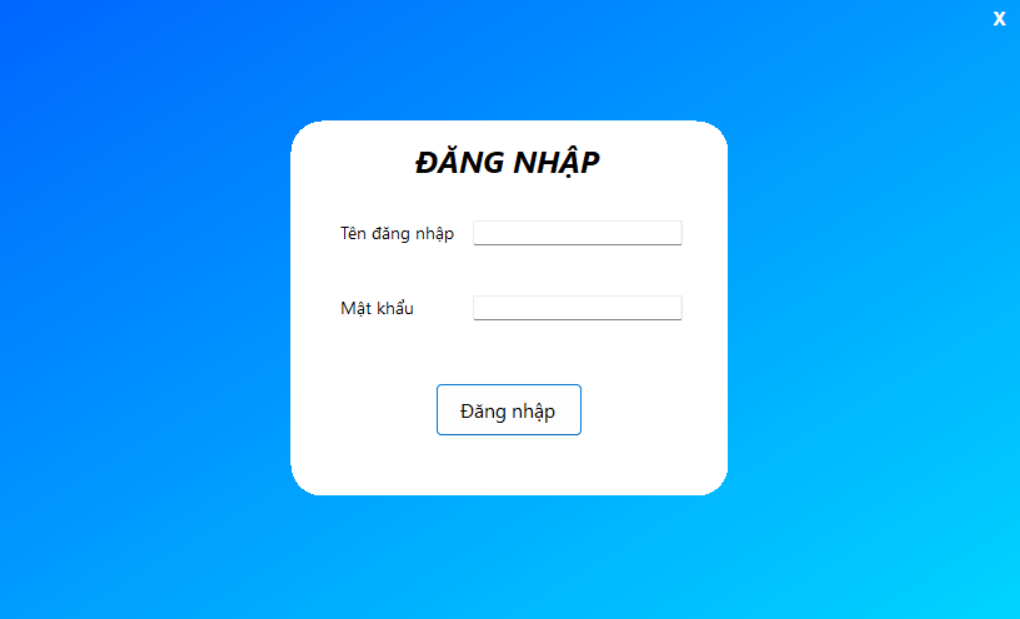 X
ĐĂNG NHẬP
Tên đăng nhập
Mật khẩu
Đăng nhập